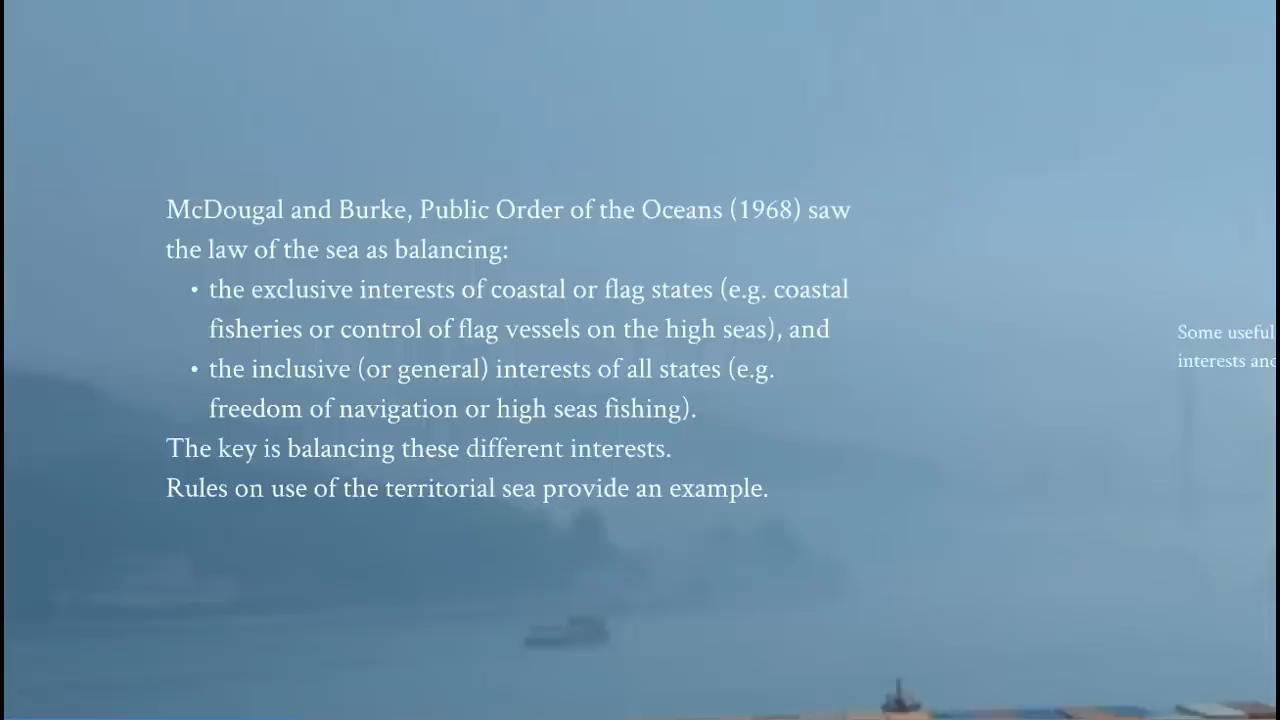 McDougal and Burke, Public Order of the Oceans (1968) saw
the law of the sea as balancing:
• the exclusive interests of coastal or flag states (e.g. coastal
fisheries or control of flag vessels on the high seas), and
• the inclusive (or general) interests of all states (e.g.
freedom of navigation or high seas fishing).
The key is balancing these different interests.
Rules on use of the territorial sea provide an example.
Some useful
interests and